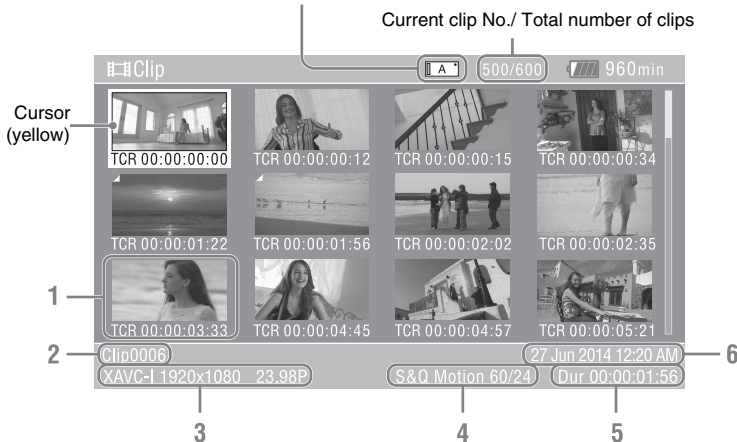 Current clip No./ Total number of clips
Clip A 500/600 960min
Cursor
(yellow)
TCR 00:00:00:00 TCR 00:00:00:12 TCR 00:00:00:15 TCR 00:00:00:34
TCR 00:00:01:22 TCR 00:00:01:56 TCR 00:00:02:02 TCR 00:00:02:35
1
TCR 00:00:03:33 TCR 00:00:04:45 TCR 00:00:04:57 TCR 00:00:05:21
2 Clip0006 27 Jun 2014 12:20 AM 6
XAVC-I 1920x1080 23.98P S&Q Motion 60/24 Dur 00:00:01:56
3 4 5